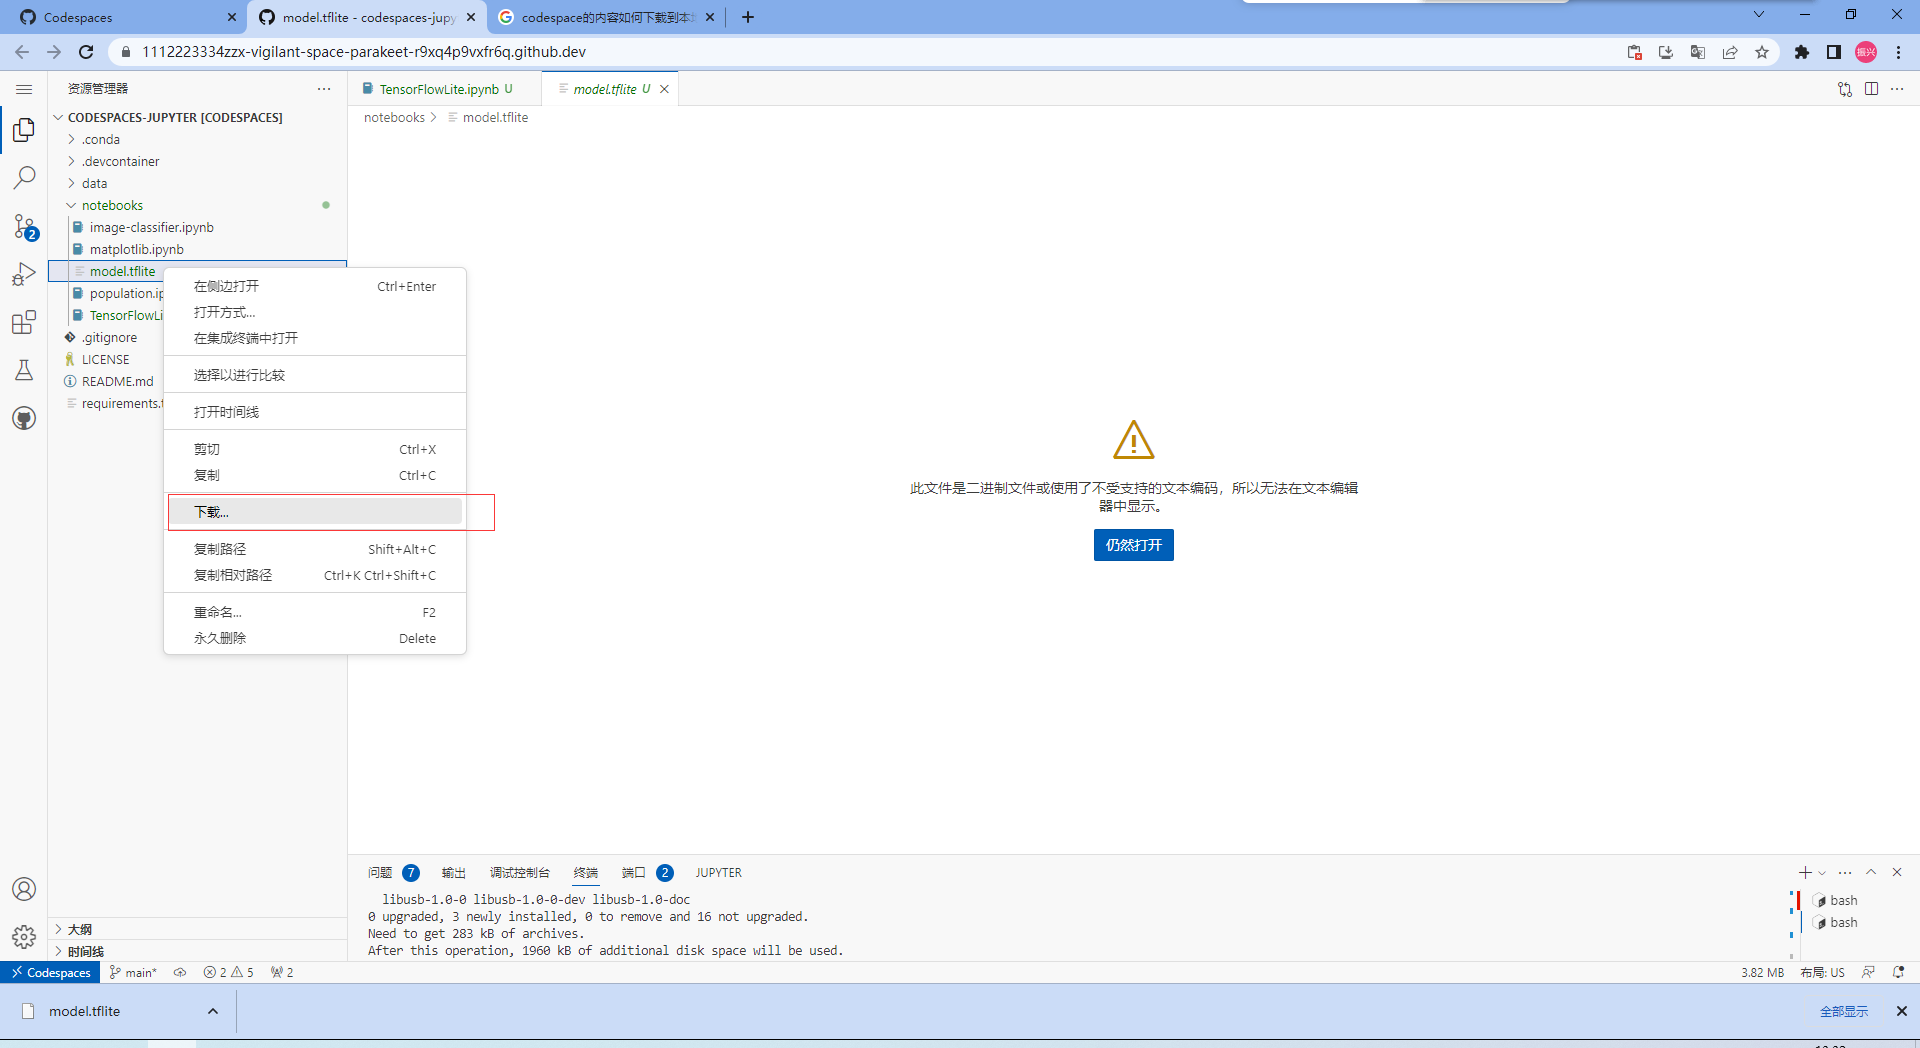 Codespaces
model.tflite - codespaces-jupy
codespace的内容如何下载到本
1112223334zzx-vigilant-space-parakeet-r9xq4p9vxfr6q.github.dev
振兴
资源管理器
CODESPACES-JUPYTER [CODESPACES]
.conda
.devcontainer
data
notebooks
image-classifier.ipynb
matplotlib.ipynb
model.tflite
population.ip
TensorFlowLi
.gitignore
LICENSE
README.md
requirements.t
大纲
时间线
2
在侧边打开 Ctrl+Enter
打开方式...
在集成终端中打开
选择以进行比较
打开时间线
剪切 Ctrl+X
复制 Ctrl+C
下载...
复制路径 Shift+Alt+C
复制相对路径 Ctrl+K Ctrl+Shift+C
重命名... F2
永久删除 Delete
TensorFlowLite.ipynb U
model.tflite U
notebooks > model.tflite
此文件是二进制文件或使用了不受支持的文本编码，所以无法在文本编辑
器中显示。
仍然打开
问题 7 输出 调试控制台 终端 端口 2 JUPYTER
libusb-1.0-0 libusb-1.0-0-dev libusb-1.0-doc
0 upgraded, 3 newly installed, 0 to remove and 16 not upgraded.
Need to get 283 kB of archives.
After this operation, 1960 kB of additional disk space will be used.
bash
bash
Codespaces main* 2 5 2
3.82 MB 布局: US
model.tflite
全部显示